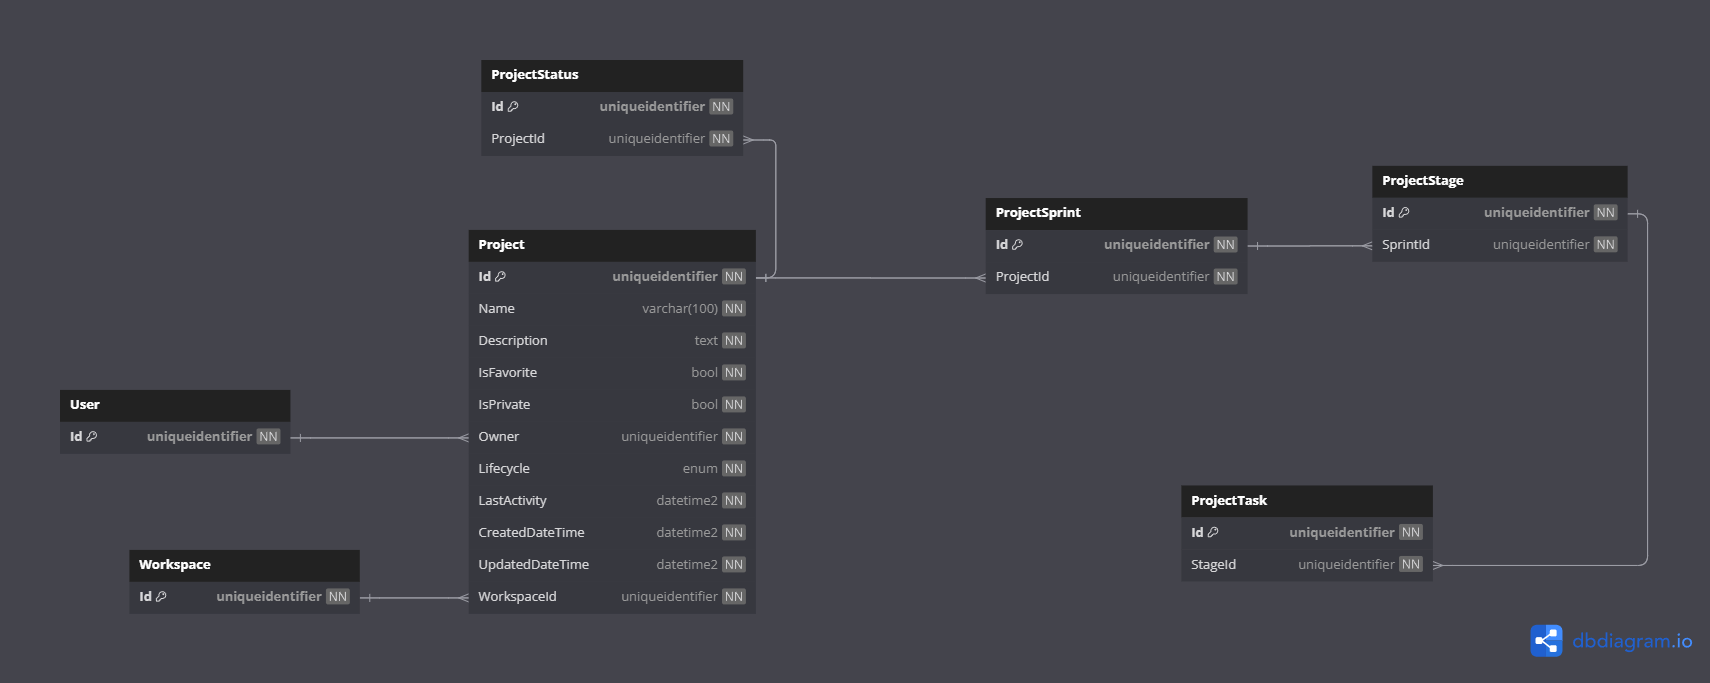 ProjectStatus
Id uniqueidentifier NN
ProjectId uniqueidentifier NN
Project
Id uniqueidentifier NN
Name varchar(100) NN
Description text NN
IsFavorite bool NN
IsPrivate bool NN
Owner uniqueidentifier NN
Lifecycle enum NN
LastActivity datetime2 NN
CreatedDateTime datetime2 NN
UpdatedDateTime datetime2 NN
WorkspaceId uniqueidentifier NN
User
Id uniqueidentifier NN
Workspace
Id uniqueidentifier NN
ProjectSprint
Id uniqueidentifier NN
ProjectId uniqueidentifier NN
ProjectStage
Id uniqueidentifier NN
SprintId uniqueidentifier NN
ProjectTask
Id uniqueidentifier NN
StageId uniqueidentifier NN
dbdiagram.io